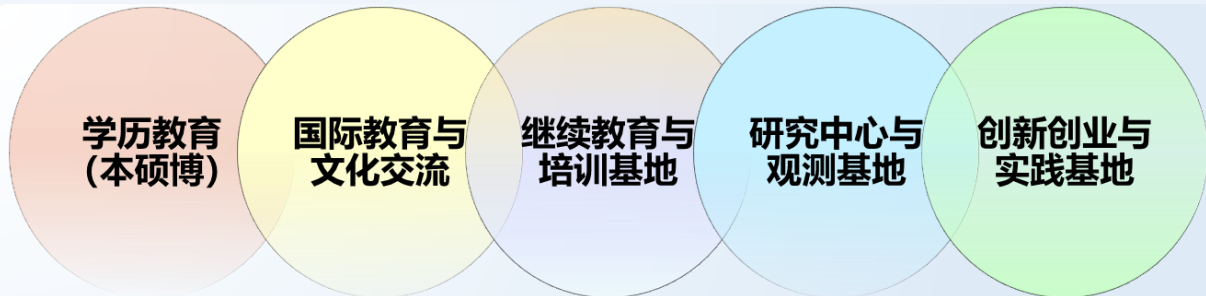 学历教育
（本硕博）
国际教育与
文化交流
继续教育与
培训基地
研究中心与
观测基地
创新创业与
实践基地